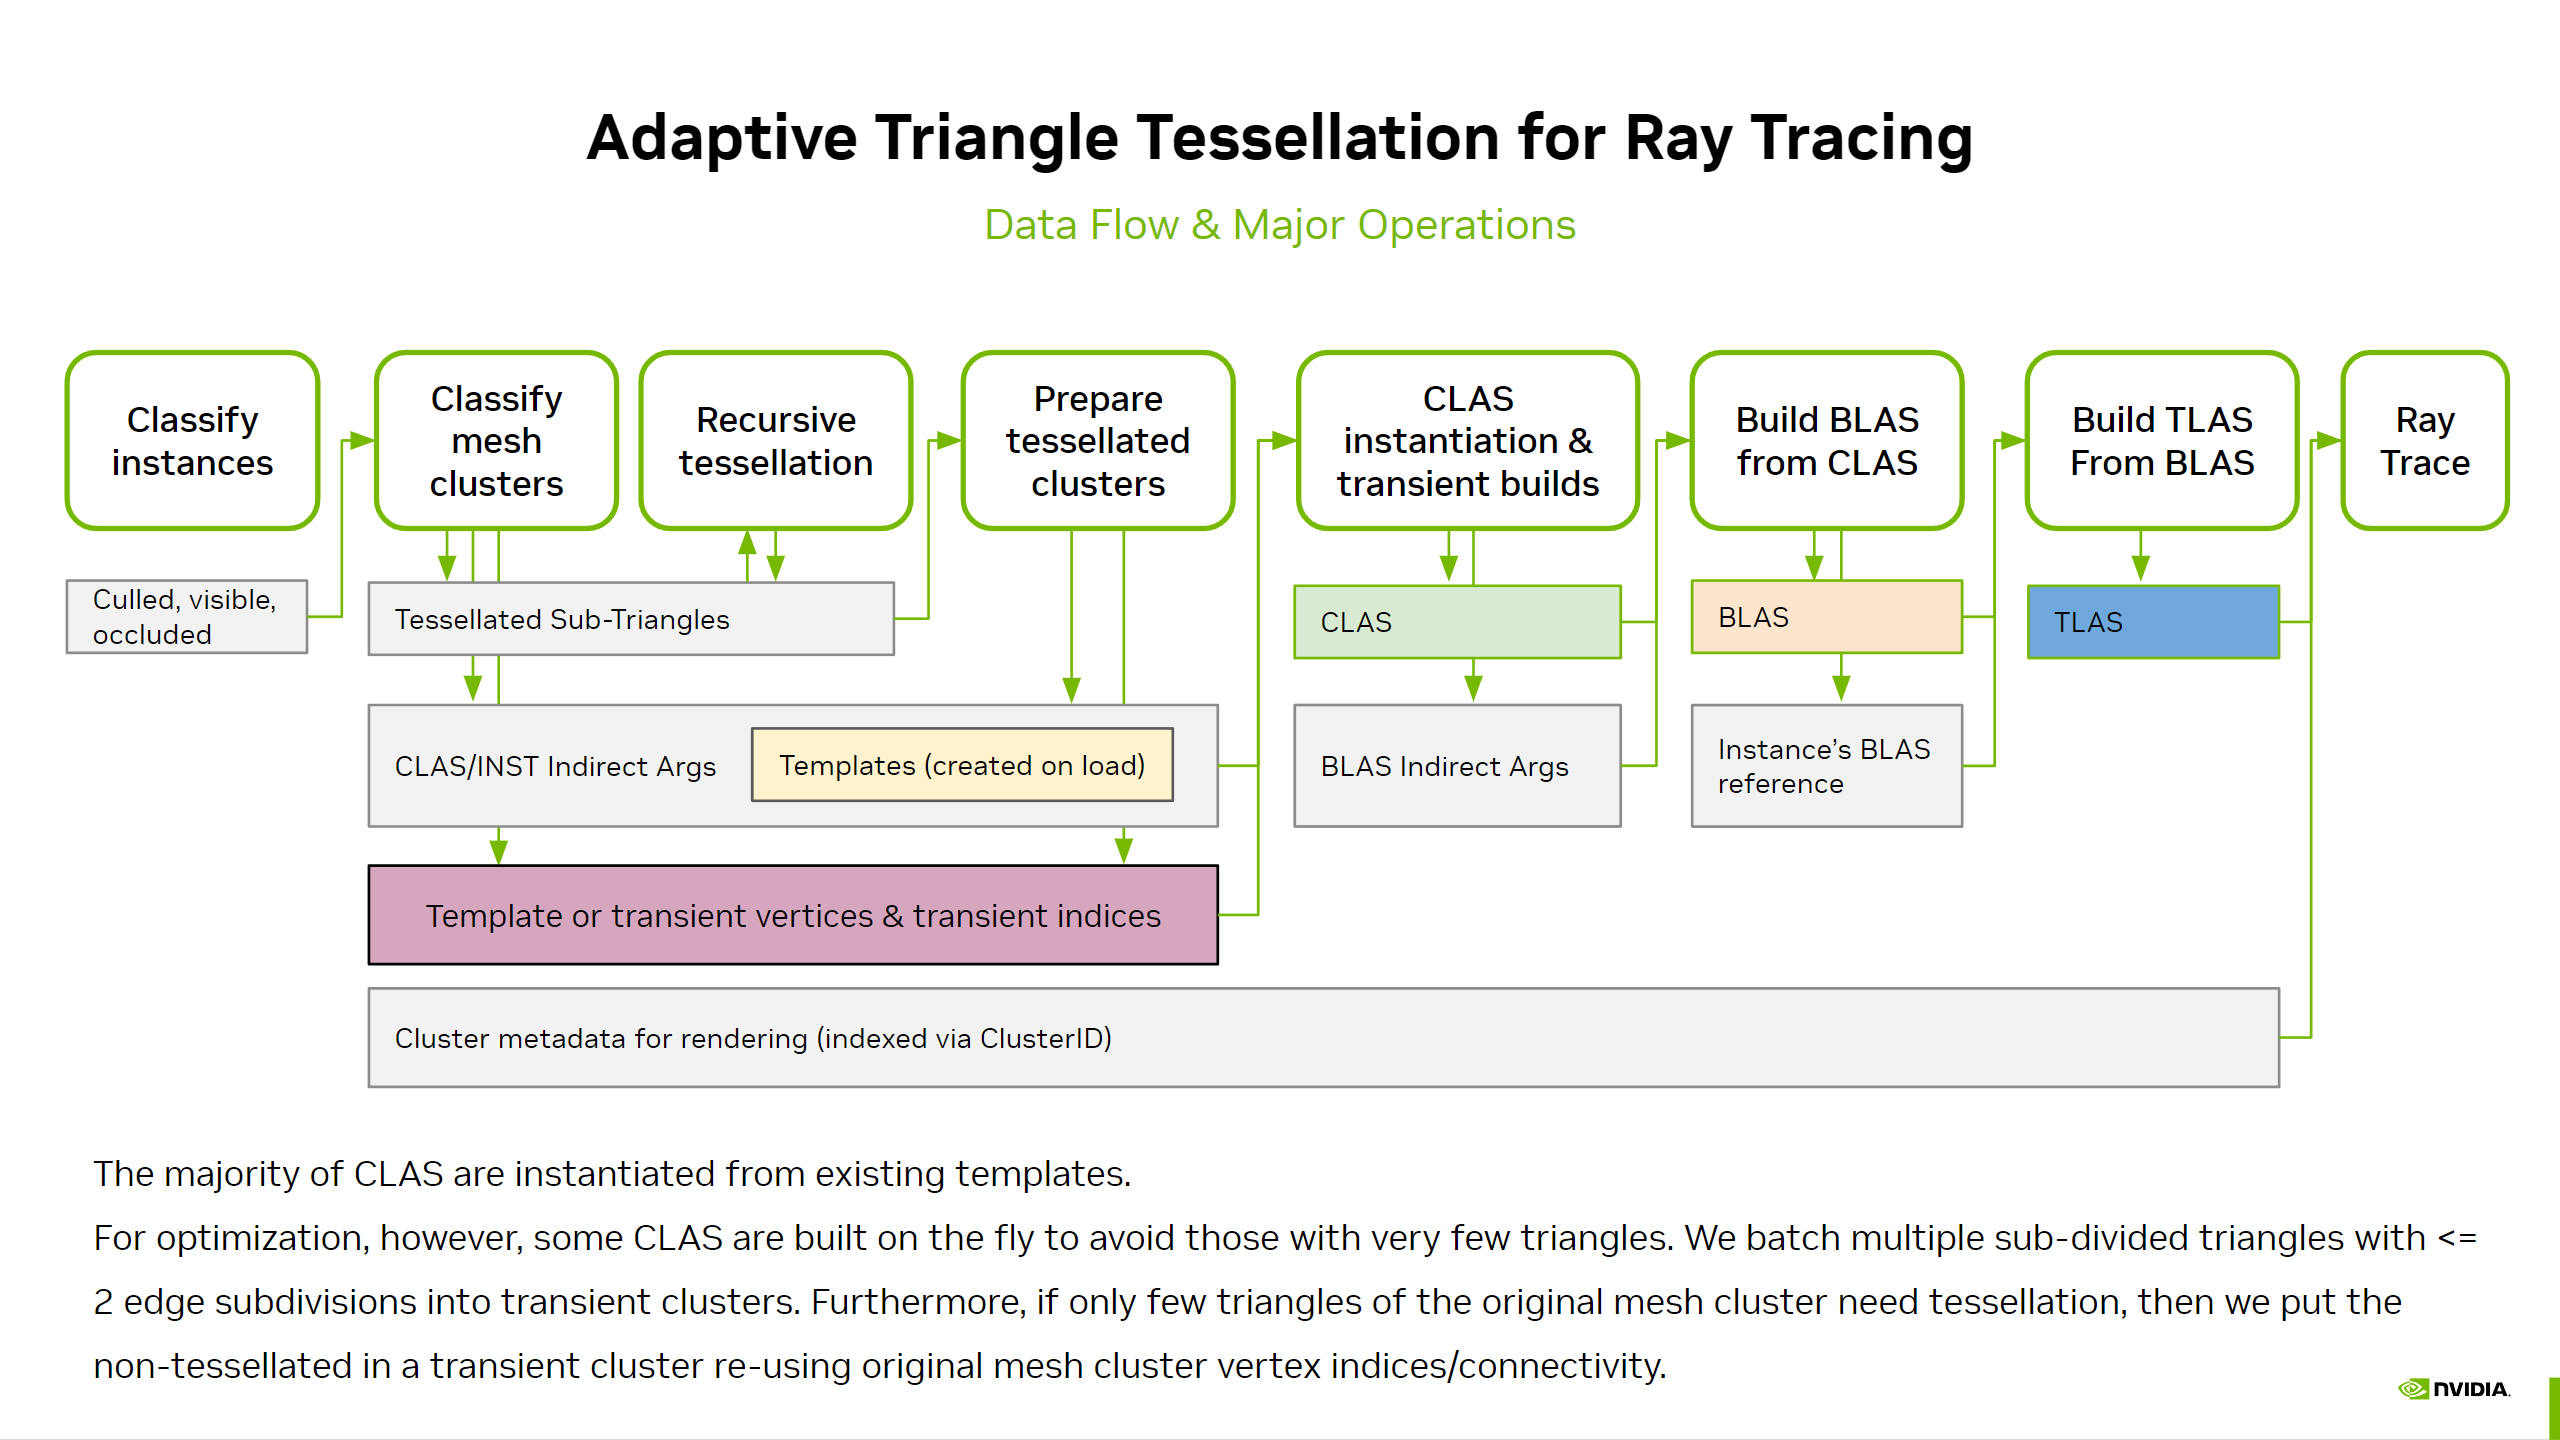 Adaptive Triangle Tessellation for Ray Tracing
Data Flow & Major Operations
Classify
instances
Classify
mesh
clusters
Recursive
tessellation
Prepare
tessellated
clusters
CLAS
instantiation &
transient builds
Build BLAS
from CLAS
Build TLAS
From BLAS
Ray
Trace
Culled, visible,
occluded
Tessellated Sub-Triangles
CLAS
BLAS
TLAS
CLAS/INST Indirect Args
Templates (created on load)
BLAS Indirect Args
Instance’s BLAS
reference
Template or transient vertices & transient indices
Cluster metadata for rendering (indexed via ClusterID)
The majority of CLAS are instantiated from existing templates.
For optimization, however, some CLAS are built on the fly to avoid those with very few triangles. We batch multiple sub-divided triangles with <=
2 edge subdivisions into transient clusters. Furthermore, if only few triangles of the original mesh cluster need tessellation, then we put the
non-tessellated in a transient cluster re-using original mesh cluster vertex indices/connectivity.
NVIDIA.